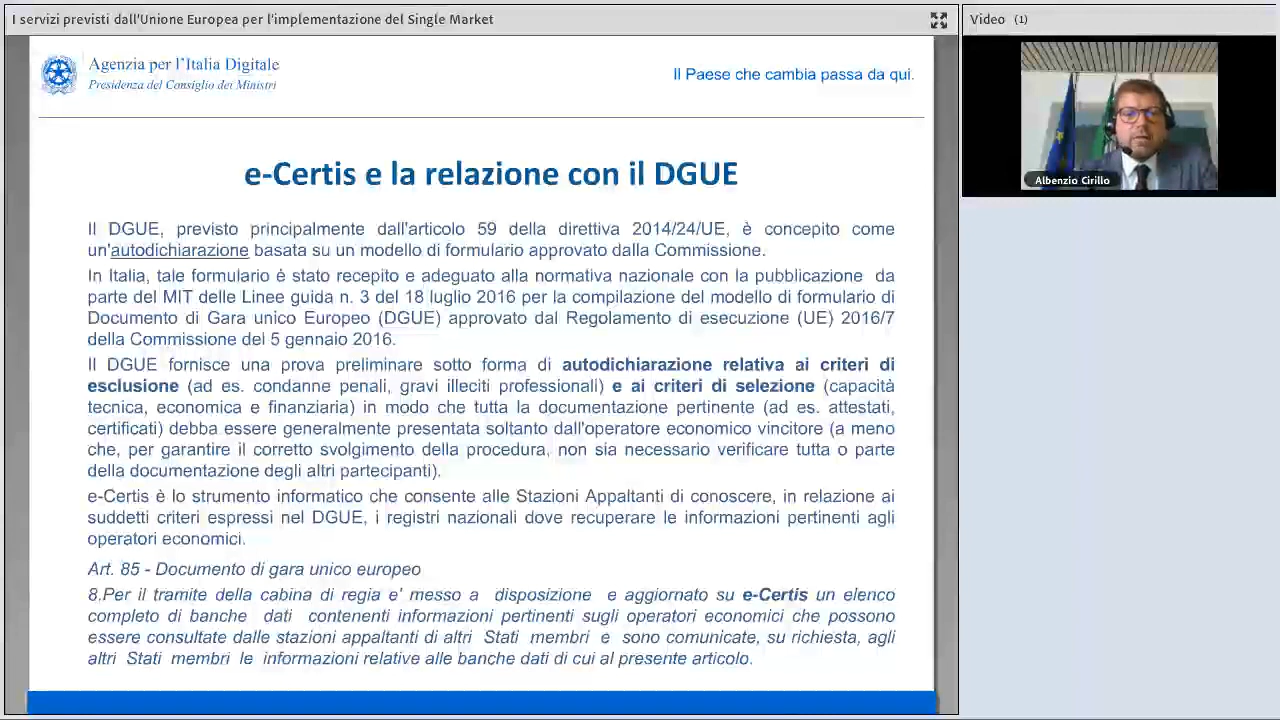 I servizi previsti dall'Unione Europea per l'implementazione del Single Market
Video (1)
Agenzia per l'Italia Digitale
Presidenza del Consiglio dei Ministri
Il Paese che cambia passa da qui.
Albenzio Cirillo
e-Certis e la relazione con il DGUE
Il DGUE, previsto principalmente dall'articolo 59 della direttiva 2014/24/UE, è concepito come
un'autodichiarazione basata su un modello di formulario approvato dalla Commissione.
In Italia, tale formulario è stato recepito e adeguato alla normativa nazionale con la pubblicazione da
parte del MIT delle Linee guida n. 3 del 18 luglio 2016 per la compilazione del modello di formulario di
Documento di Gara unico Europeo (DGUE) approvato dal Regolamento di esecuzione (UE) 2016/7
della Commissione del 5 gennaio 2016.
Il DGUE fornisce una prova preliminare sotto forma di autodichiarazione relativa ai criteri di
esclusione (ad es. condanne penali, gravi illeciti professionali) e ai criteri di selezione (capacità
tecnica, economica e finanziaria) in modo che tutta la documentazione pertinente (ad es. attestati,
certificati) debba essere generalmente presentata soltanto dall'operatore economico vincitore (a meno
che, per garantire il corretto svolgimento della procedura, non sia necessario verificare tutta o parte
della documentazione degli altri partecipanti).
e-Certis è lo strumento informatico che consente alle Stazioni Appaltanti di conoscere, in relazione ai
suddetti criteri espressi nel DGUE, i registri nazionali dove recuperare le informazioni pertinenti agli
operatori economici.
Art. 85 - Documento di gara unico europeo
8.Per il tramite della cabina di regia e' messo a disposizione e aggiornato su e-Certis un elenco
completo di banche dati contenenti informazioni pertinenti sugli operatori economici che possono
essere consultate dalle stazioni appaltanti di altri Stati membri e sono comunicate, su richiesta, agli
altri Stati membri le informazioni relative alle banche dati di cui al presente articolo.